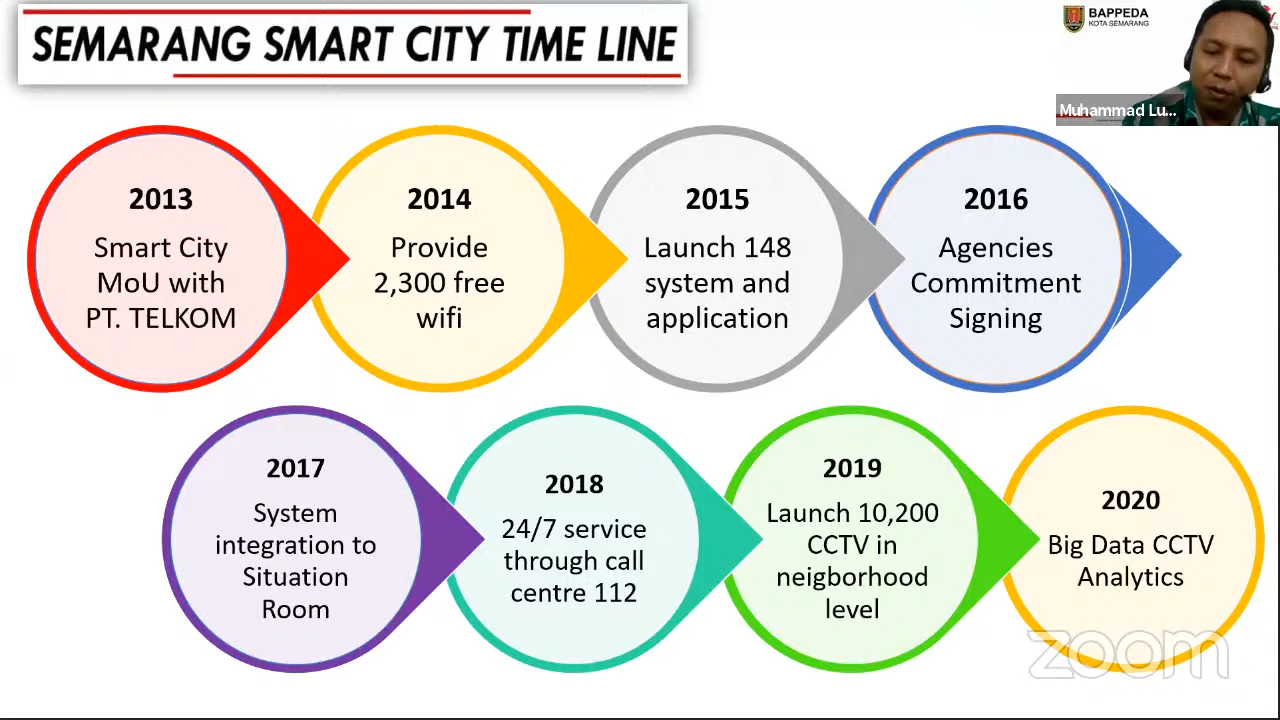 SEMARANG SMART CITY TIME LINE
BAPPEDA
KOTA SEMARANG
Muhammad Lu...
2013
Smart City
MoU with
PT. TELKOM
2014
Provide
2,300 free
wifi
2015
Launch 148
system and
application
2016
Agencies
Commitment
Signing
2017
System
integration to
Situation
Room
2018
24/7 service
through call
centre 112
2019
Launch 10,200
CCTV in
neigborhood
level
2020
Big Data CCTV
Analytics
zoom